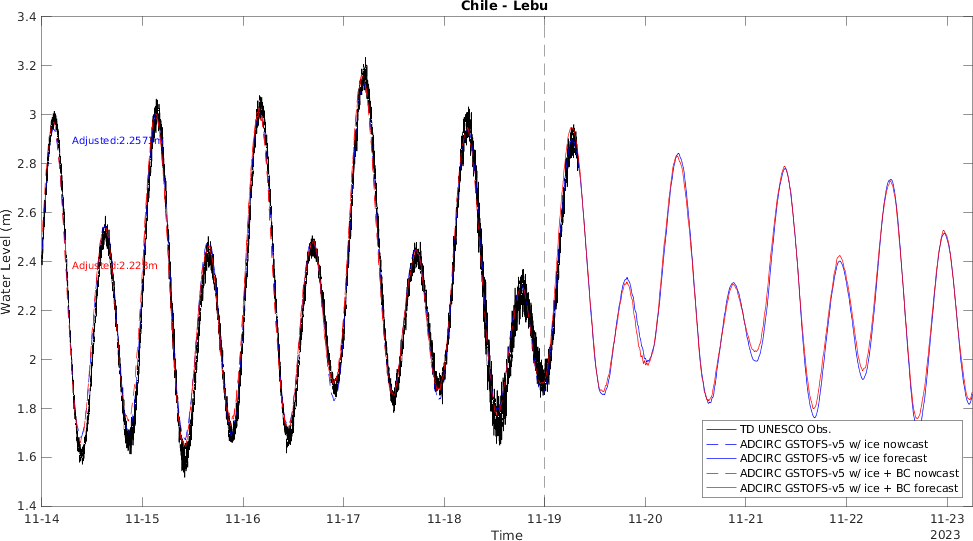 Chile - Lebu
3.4
3.2
3
2.8
2.6
2.4
2.2
2
1.8
1.6
1.4
Water Level (m)
Adjusted:2.2571m
Adjusted:2.228m
TD UNESCO Obs.
ADCIRC GSTOFS-v5 w/ ice nowcast
ADCIRC GSTOFS-v5 w/ ice forecast
ADCIRC GSTOFS-v5 w/ ice + BC nowcast
ADCIRC GSTOFS-v5 w/ ice + BC forecast
11-14 11-15 11-16 11-17 11-18 11-19 11-20 11-21 11-22 11-23
Time 2023